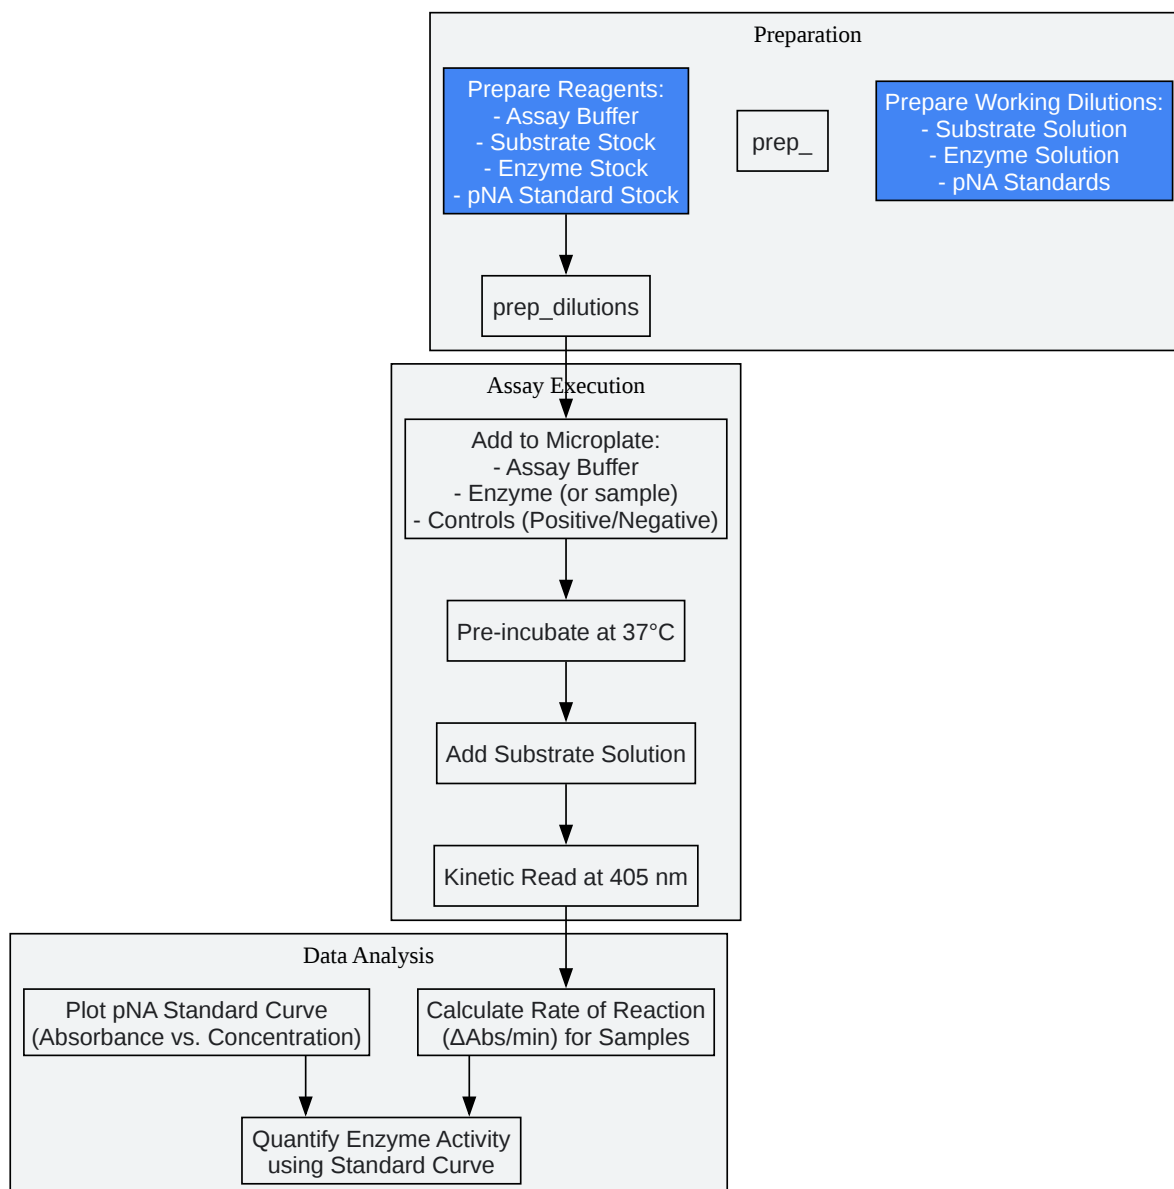 Preparation
Prepare Reagents:
- Assay Buffer
- Substrate Stock
- Enzyme Stock
- pNA Standard Stock
prep_
Prepare Working Dilutions:
- Substrate Solution
- Enzyme Solution
- pNA Standards
prep_dilutions
Assay Execution
Add to Microplate:
- Assay Buffer
- Enzyme (or sample)
- Controls (Positive/Negative)
Pre-incubate at 37°C
Add Substrate Solution
Kinetic Read at 405 nm
Data Analysis
Plot pNA Standard Curve
(Absorbance vs. Concentration)
Calculate Rate of Reaction
(ΔAbs/min) for Samples
Quantify Enzyme Activity
using Standard Curve